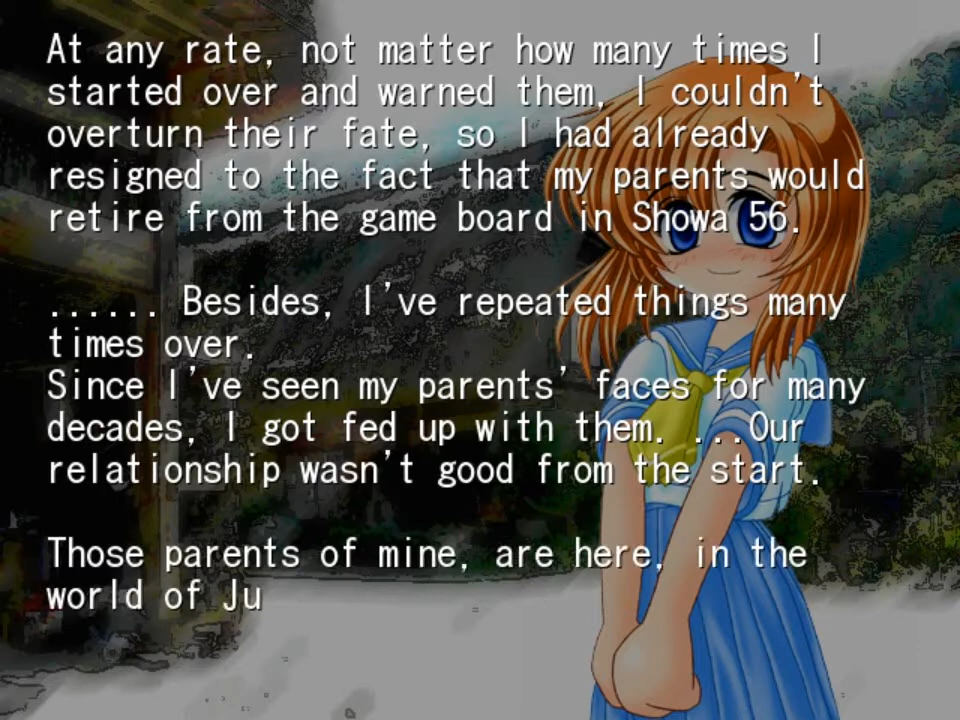 At any rate, not matter how many times I
started over and warned them, I couldn't
overturn their fate, so I had already
resigned to the fact that my parents would
retire from the game board in Showa 56.
...... Besides, I've repeated things many
times over.
Since I've seen my parents' faces for many
decades, I got fed up with them. ...Our
relationship wasn't good from the start.
Those parents of mine, are here, in the
world of Ju